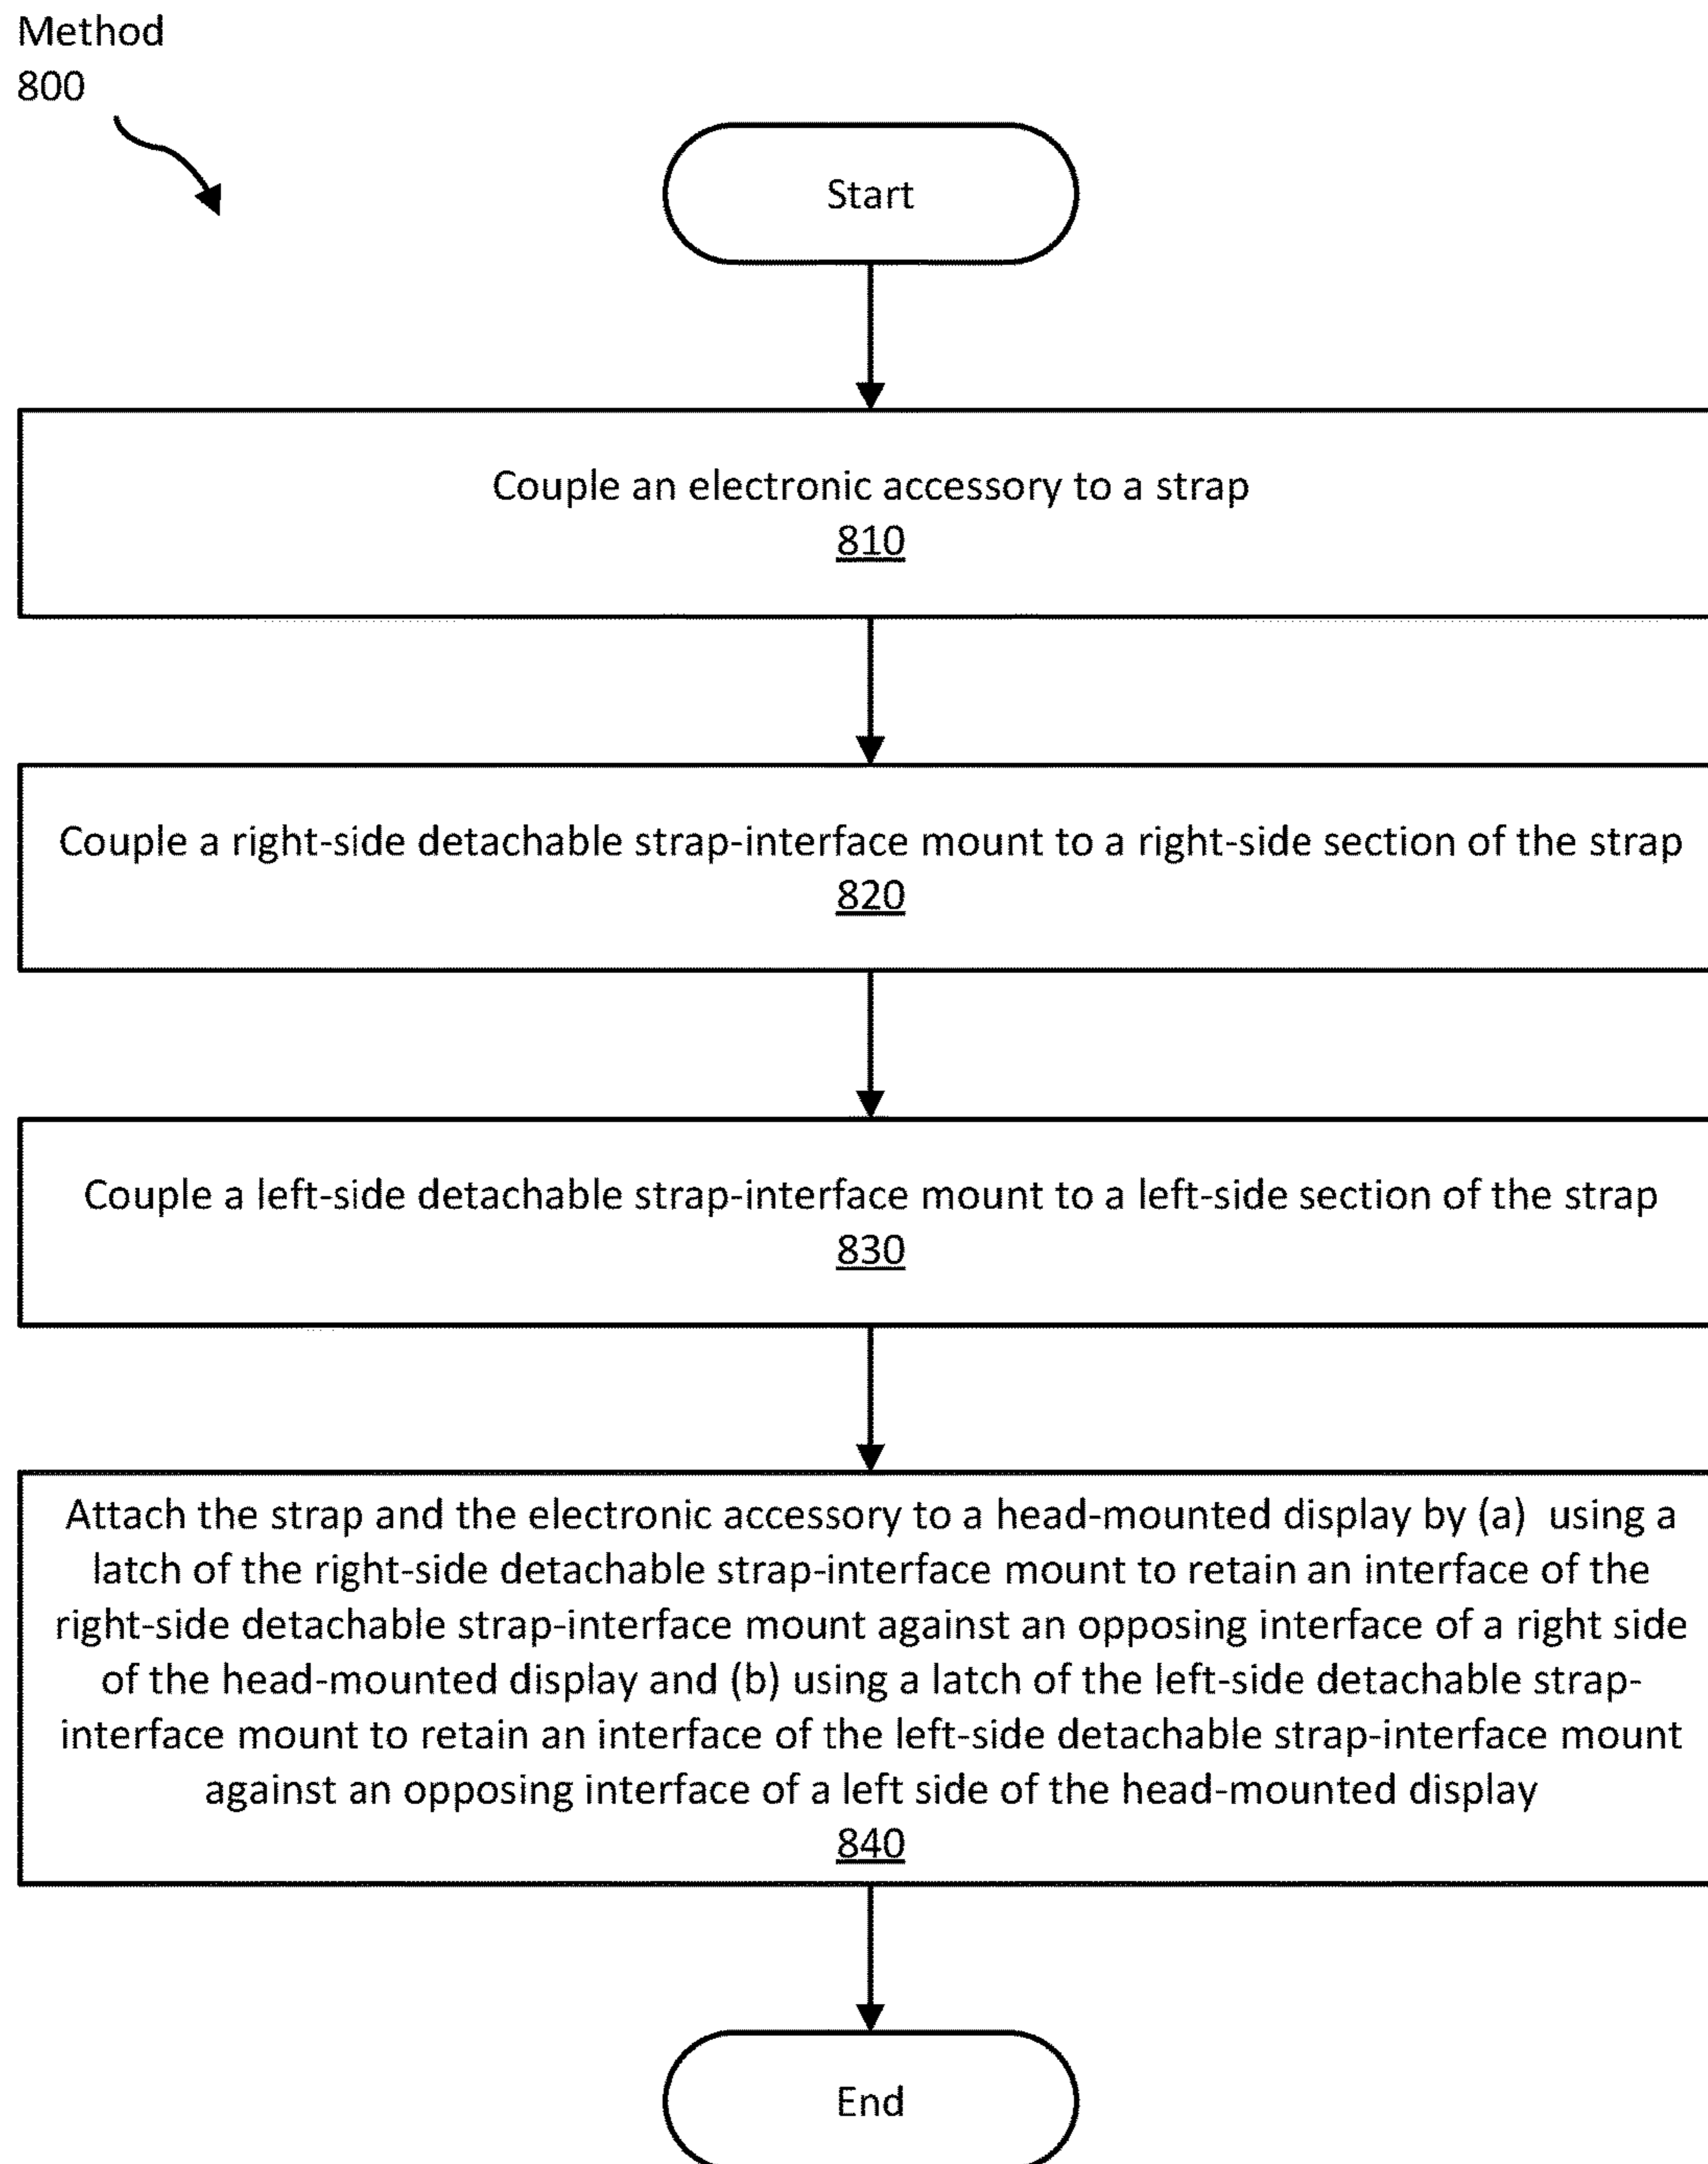 Method
800
Start
Couple an electronic accessory to a strap
810
Couple a right-side detachable strap-interface mount to a right-side section of the strap
820
Couple a left-side detachable strap-interface mount to a left-side section of the strap
830
Attach the strap and the electronic accessory to a head-mounted display by (a) using a
latch of the right-side detachable strap-interface mount to retain an interface of the
right-side detachable strap-interface mount against an opposing interface of a right side
of the head-mounted display and (b) using a latch of the left-side detachable strap-
interface mount to retain an interface of the left-side detachable strap-interface mount
against an opposing interface of a left side of the head-mounted display
840
End